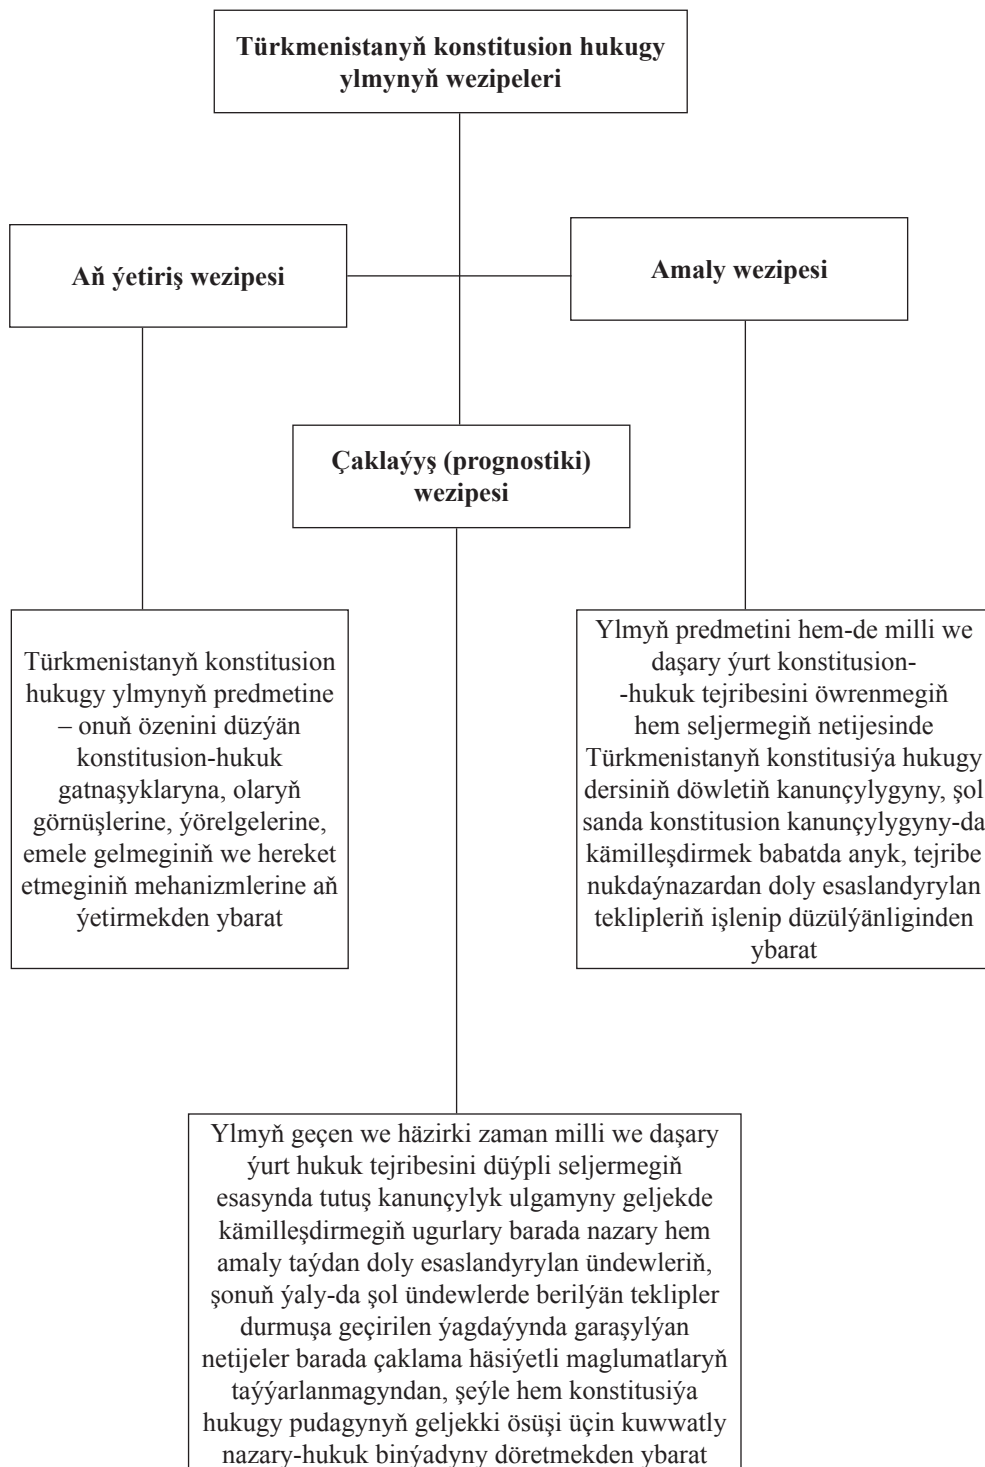 Türkmenistanyň konstitusion hukugy
ylmynyň wezipeleri
Aň ýetiriş wezipesi
Amaly wezipesi
Çaklaýyş (prognostiki)
wezipesi
Türkmenistanyň konstitusion
hukugy ylmynyň predmetine
– onuň özenini düzýän
konstitusion-hukuk
gatnaşyklaryna, olaryň
görnüşlerine, ýörelgelerine,
emele gelmeginiň we hereket
etmeginiň mehanizmlerine aň
ýetirmekden ybarat
Ylmyň predmetini hem-de milli we
daşary ýurt konstitusion-
-hukuk tejribesini öwrenmegiň
hem seljermegiň netijesinde
Türkmenistanyň konstitusiýa hukugy
dersiniň döwletiň kanunçylygyny, şol
sanda konstitusion kanunçylygyny-da
kämilleşdirmek babatda anyk, tejribe
nukdaýnazardan doly esaslandyrylan
teklipleriň işlenip düzülýänliginden
ybarat
Ylmyň geçen we häzirki zaman milli we daşary
ýurt hukuk tejribesini düýpli seljermegiň
esasynda tutuş kanunçylyk ulgamyny geljekde
kämilleşdirmegiň ugurlary barada nazary hem
amaly taýdan doly esaslandyrylan ündewleriň,
şonuň ýaly-da şol ündewlerde berilýän teklipler
durmuşa geçirilen ýagdaýynda garaşylýan
netijeler barada çaklama häsiýetli maglumatlaryň
taýýarlanmagyndan, şeýle hem konstitusiýa
hukugy pudagynyň geljekki ösüşi üçin kuwwatly
nazary-hukuk binýadyny döretmekden ybarat